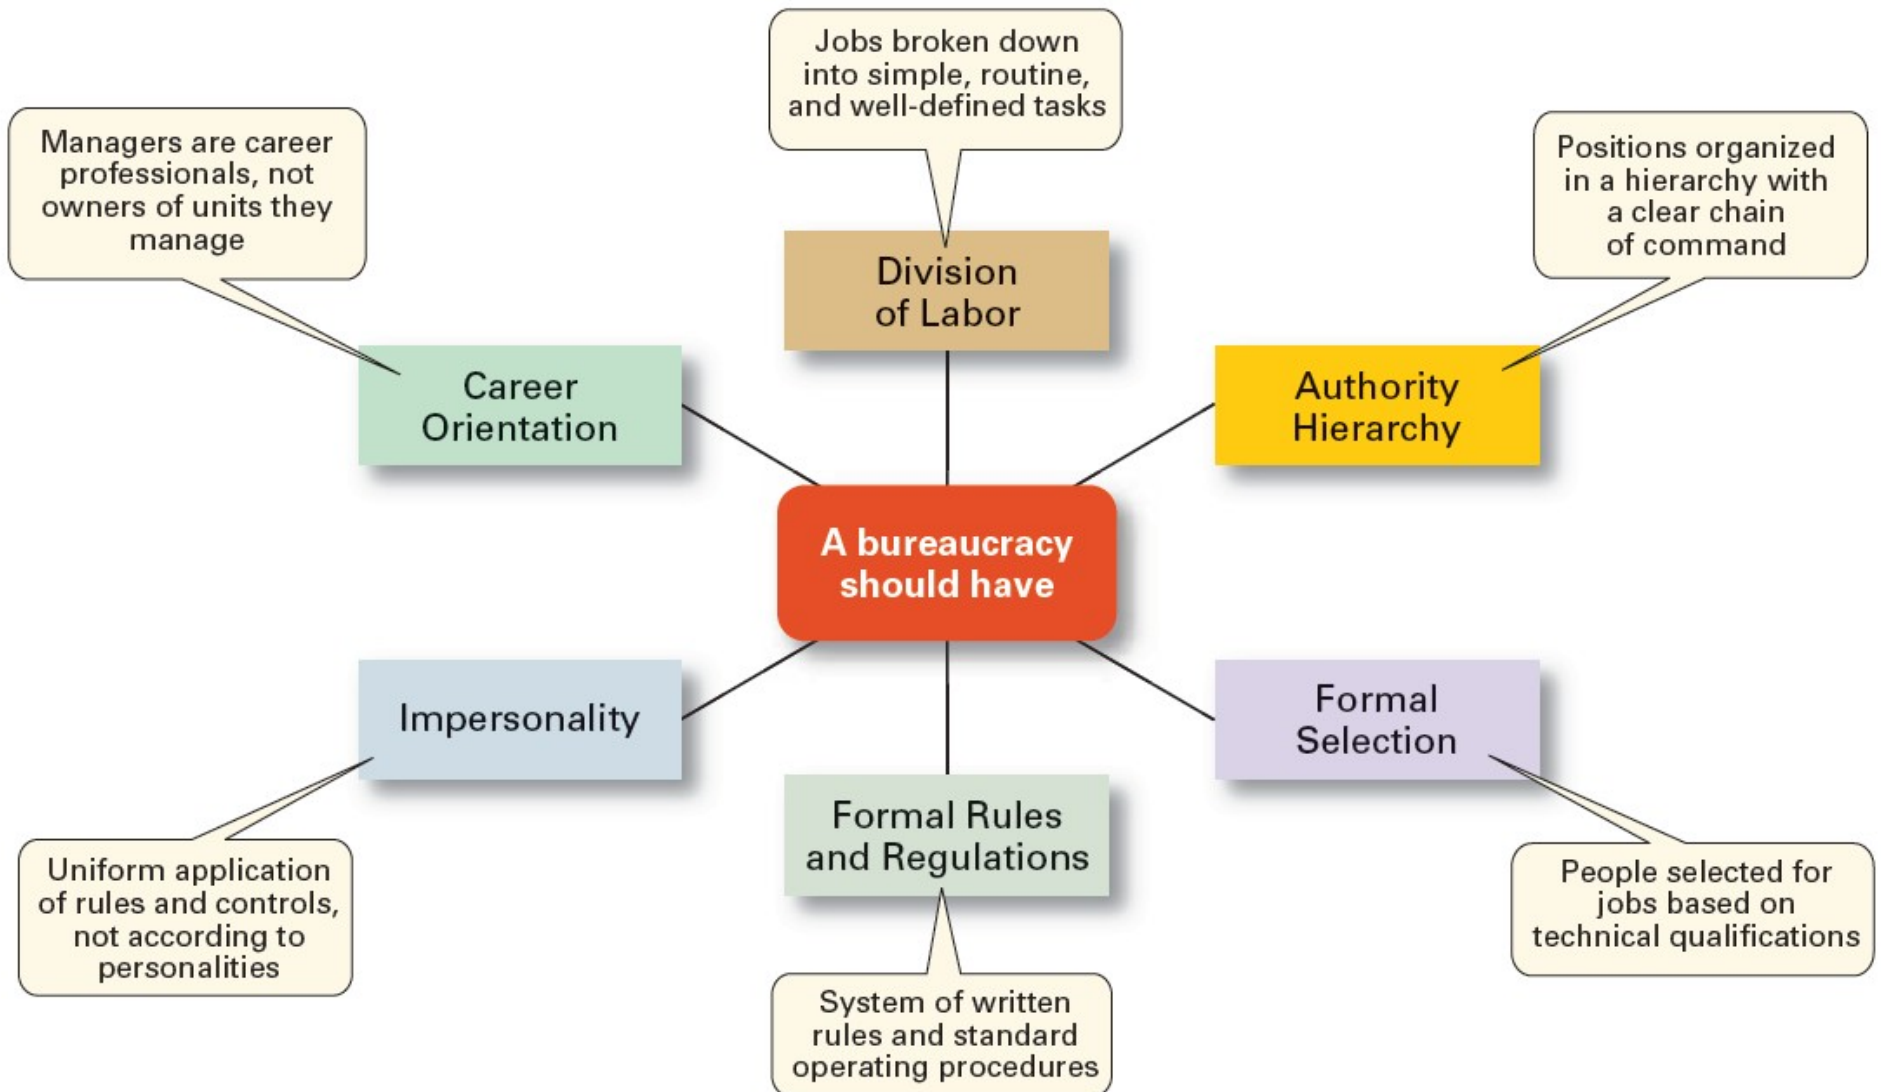 Jobs broken down
into simple, routine,
and well-defined tasks
Managers are career
professionals, not
owners of units they
manage
Positions organized
in a hierarchy with
a clear chain
of command
Division
of Labor
Career
Orientation
Authority
Hierarchy
A bureaucracy
should have
Impersonality
Formal
Selection
Formal Rules
and Regulations
Uniform application
of rules and controls,
not according to
personalities
People selected for
jobs based on
technical qualifications
System of written
rules and standard
operating procedures